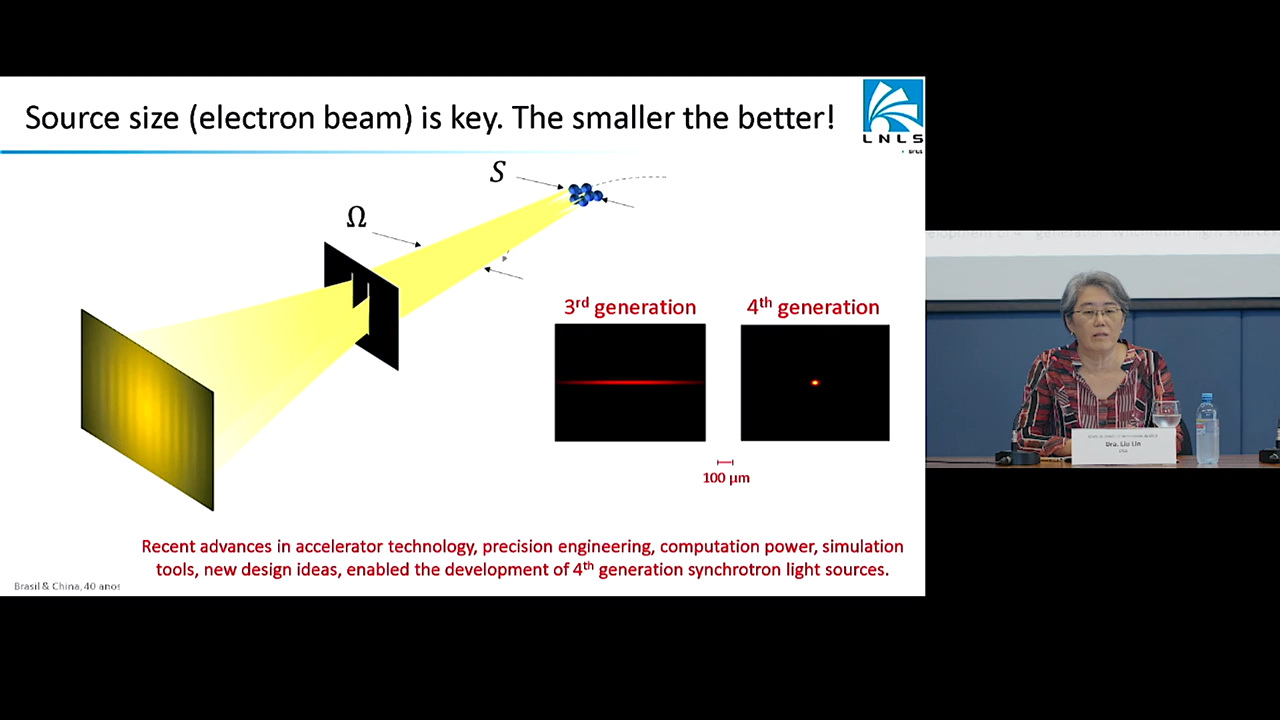 Source size (electron beam) is key. The smaller the better!
LNLS
S
Ω
3rd generation
4th generation
100 µm
Recent advances in accelerator technology, precision engineering, computation power, simulation
tools, new design ideas, enabled the development of 4th generation synchrotron light sources.
Brasil & China, 40 anos
Dra. Liu Lin